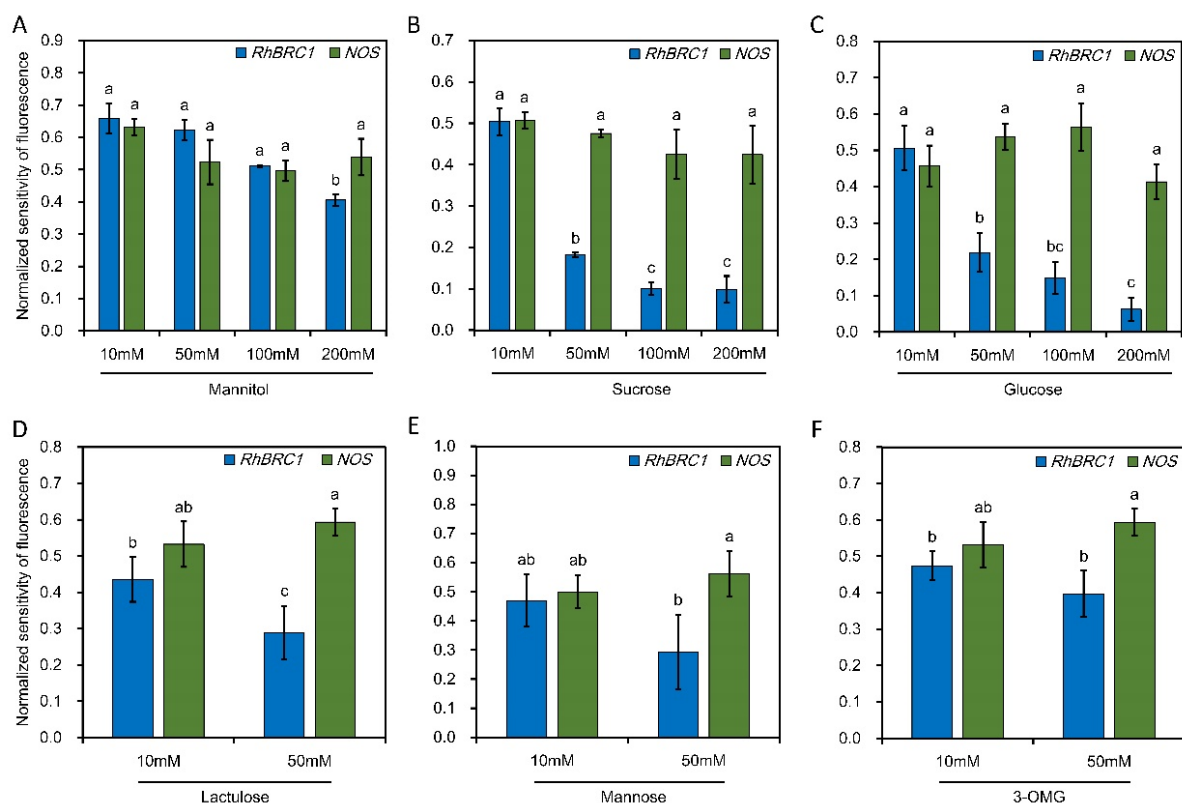 A
Normalized sensitivity of fluorescence
0.9
0.8
0.7
0.6
0.5
0.4
0.3
0.2
0.1
0.0
RhBRC1 NOS
a a a a a a b a
10mM 50mM 100mM 200mM
Mannitol
B
0.7
0.6
0.5
0.4
0.3
0.2
0.1
0.0
RhBRC1 NOS
a a b a c a c a
10mM 50mM 100mM 200mM
Sucrose
C
0.8
0.7
0.6
0.5
0.4
0.3
0.2
0.1
0.0
RhBRC1 NOS
a a b a bc a c a
10mM 50mM 100mM 200mM
Glucose
D
Normalized sensitivity of fluorescence
0.8
0.7
0.6
0.5
0.4
0.3
0.2
0.1
0.0
RhBRC1 NOS
b ab c a
10mM 50mM
Lactulose
E
1.0
0.9
0.8
0.7
0.6
0.5
0.4
0.3
0.2
0.1
0.0
RhBRC1 NOS
ab ab b a
10mM 50mM
Mannose
F
0.8
0.7
0.6
0.5
0.4
0.3
0.2
0.1
0.0
RhBRC1 NOS
b ab b a
10mM 50mM
3-OMG